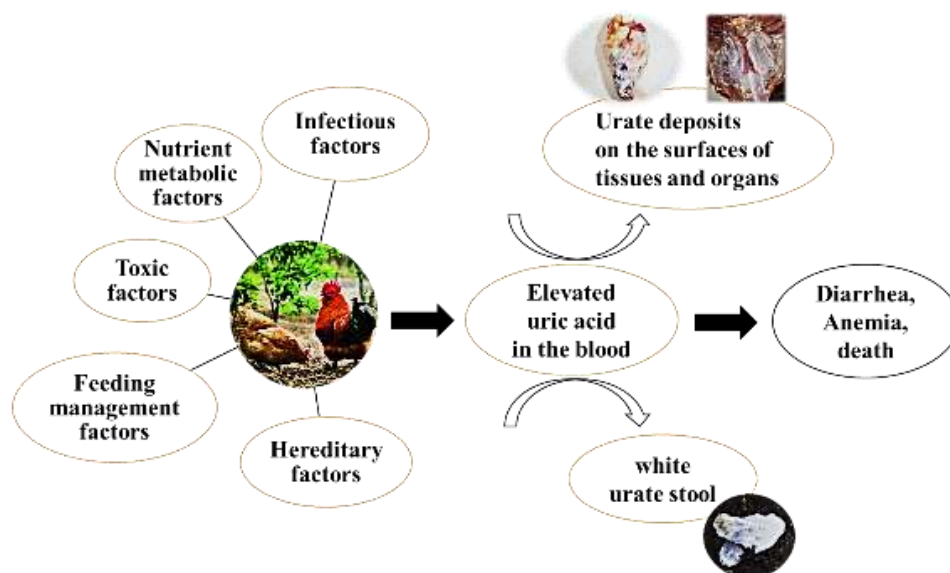 Infectious
factors
Nutrient
metabolic
factors
Toxic
factors
Feeding
management
factors
Hereditary
factors
Urate deposits
on the surfaces of
tissues and organs
Elevated
uric acid
in the blood
Diarrhea,
Anemia,
death
white
urate stool